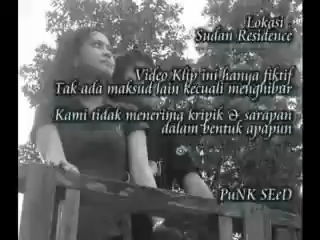 Lokasi :
Sudan Residence
Video Klip ini hanya fiktif
Tak ada maksud lain kecuali menghibur
Kami tidak menerima kripik & sarapan
dalam bentuk apapun
PuNK SEeD